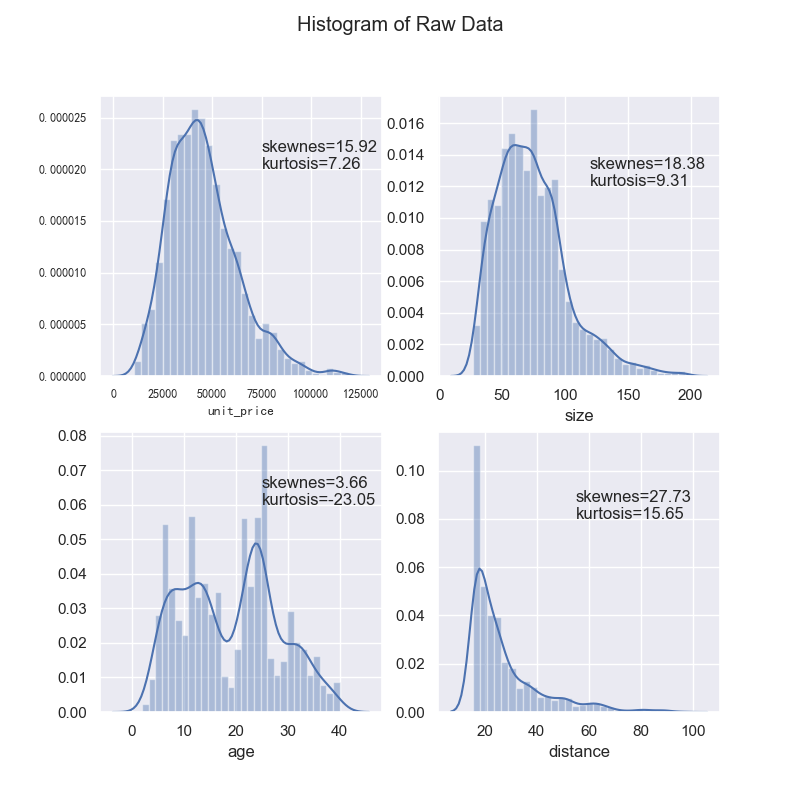 Histogram of Raw Data
0.000025
0.000020
0.000015
0.000010
0.000005
0.000000
skewnes=15.92
kurtosis=7.26
0 25000 50000 75000 100000 125000
unit_price
0.016
0.014
0.012
0.010
0.008
0.006
0.004
0.002
0.000
skewnes=18.38
kurtosis=9.31
0 50 100 150 200
size
0.08
0.07
0.06
0.05
0.04
0.03
0.02
0.01
0.00
skewnes=3.66
kurtosis=-23.05
0 10 20 30 40
age
0.10
0.08
0.06
0.04
0.02
0.00
skewnes=27.73
kurtosis=15.65
20 40 60 80 100
distance